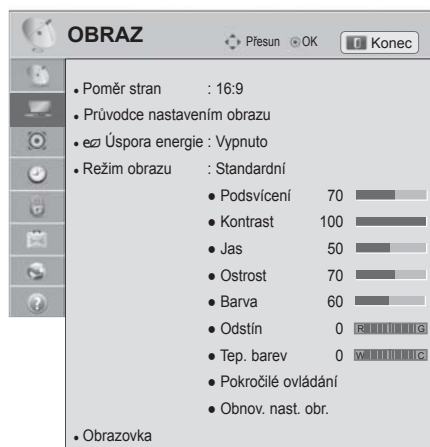 OBRAZ
Přesun OK
Konec
• Poměr stran : 16:9
• Průvodce nastavením obrazu
• Úspora energie : Vypnuto
• Režim obrazu : Standardní
● Podsvícení 70
● Kontrast 100
● Jas 50
● Ostrost 70
● Barva 60
● Odstín 0 R G
● Tep. barev 0 W C
● Pokročilé ovládání
● Obnov. nast. obr.
• Obrazovka